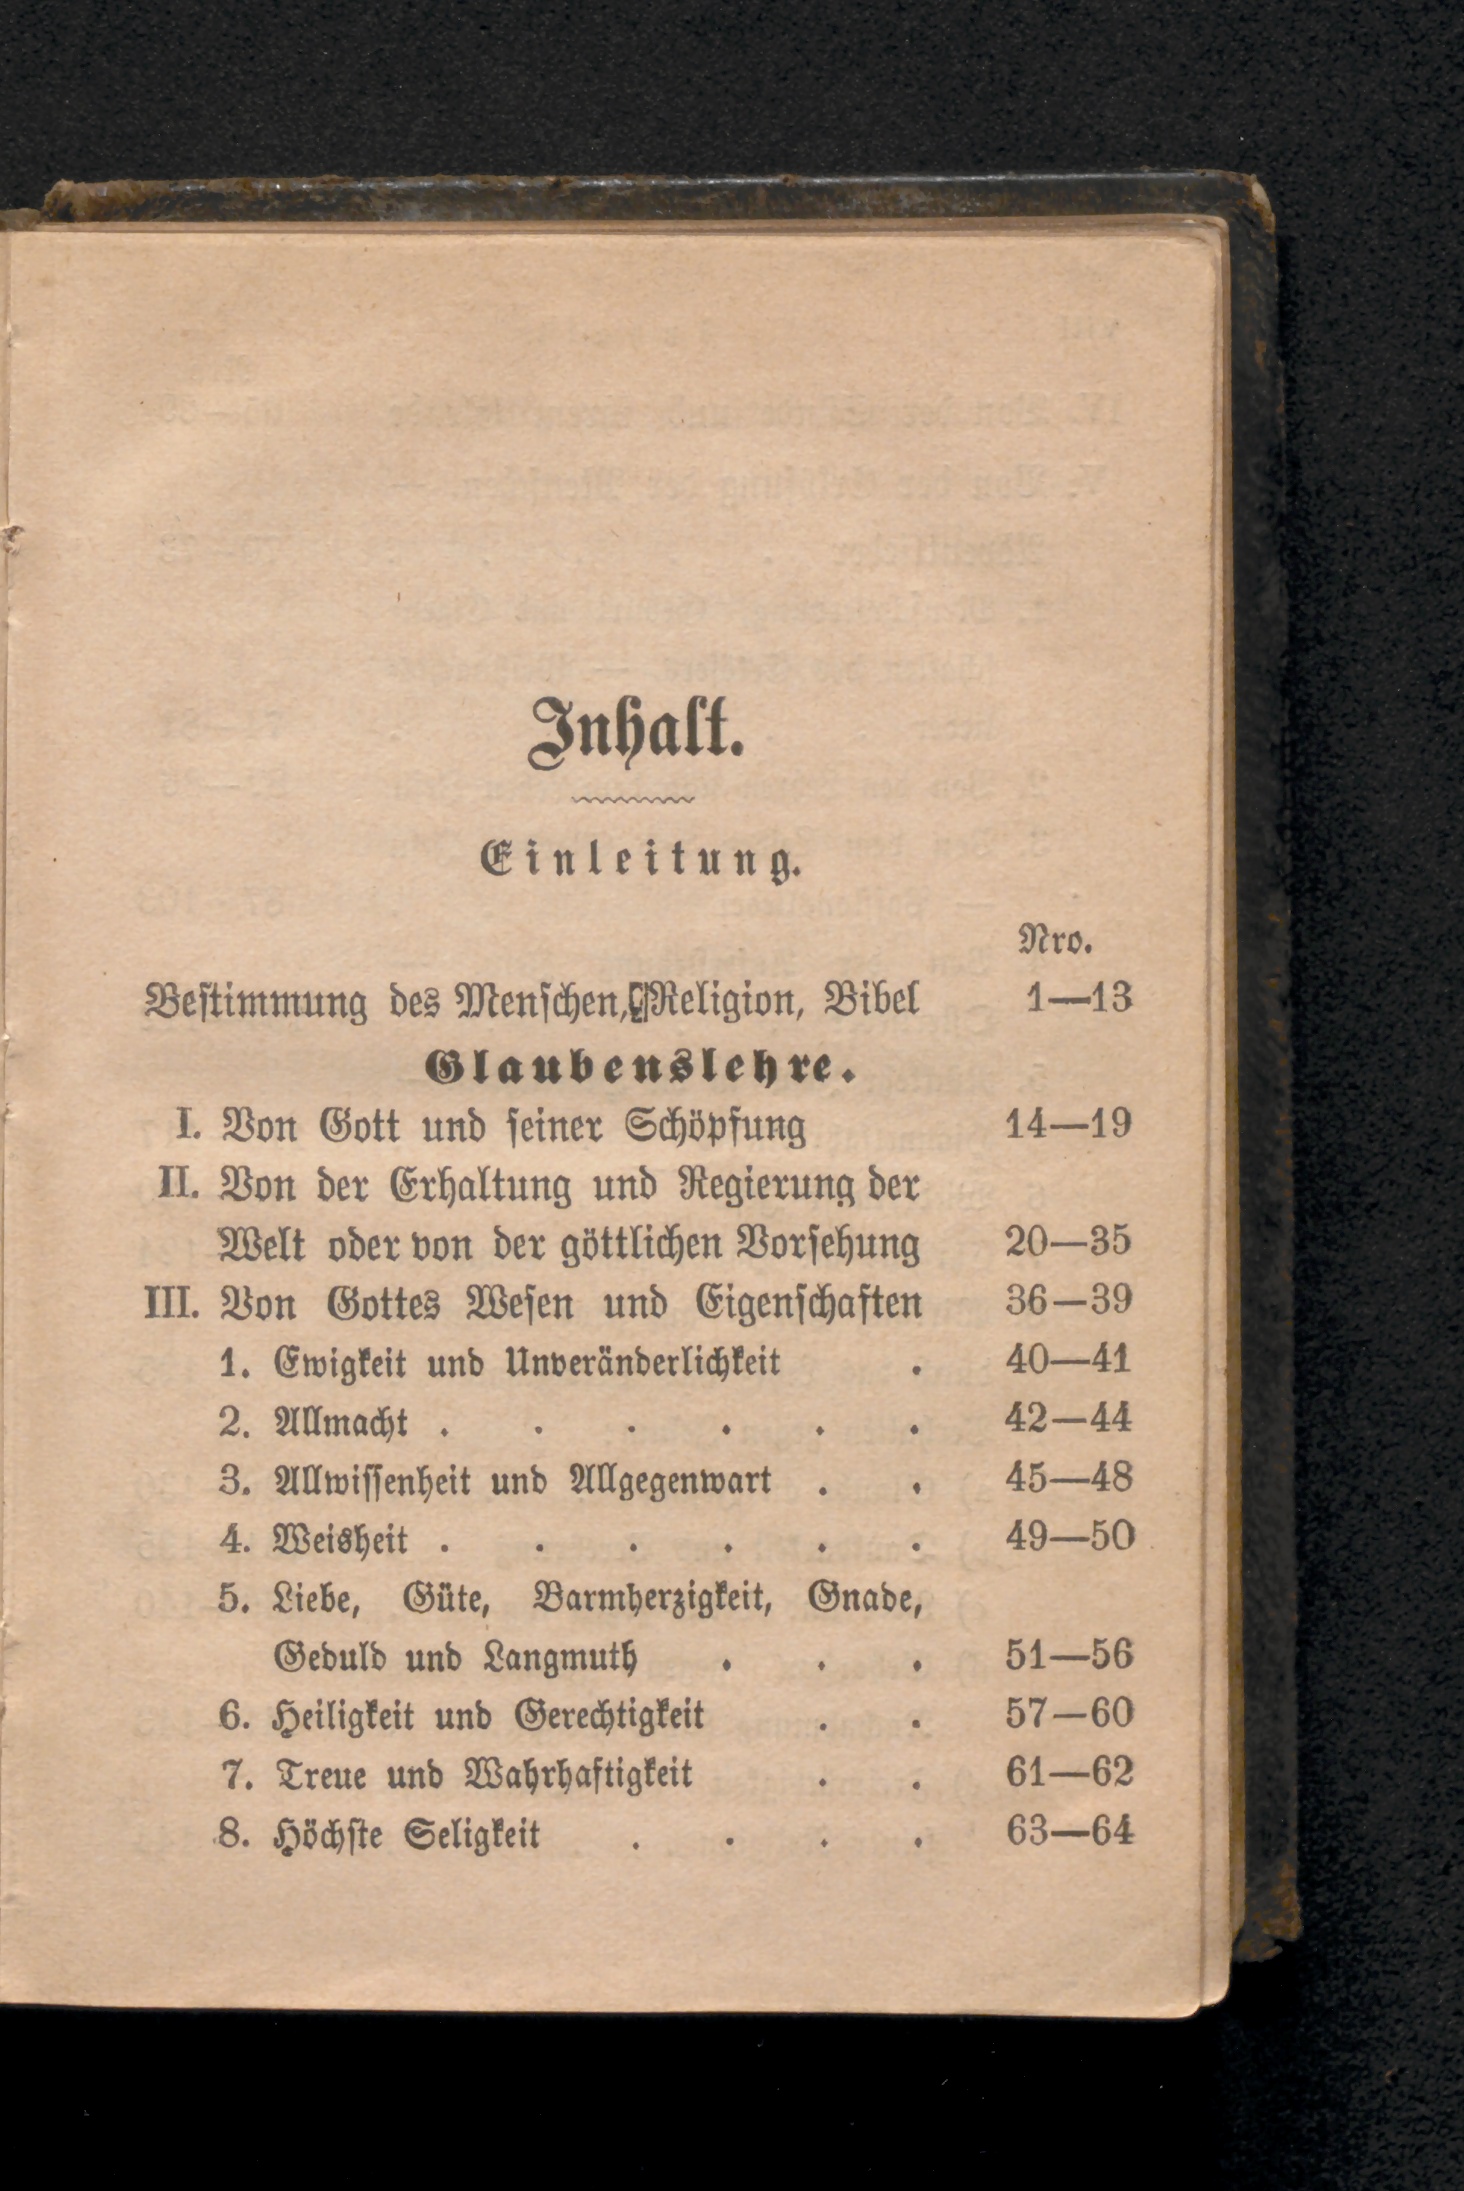 Inhalt.
Einleitung.
Nro.
Bestimmung des Menschen, Religion, Bibel 1—13
Glaubenslehre.
I. Von Gott und seiner Schöpfung 14—19
II. Von der Erhaltung und Regierung der
Welt oder von der göttlichen Vorsehung 20—35
III. Von Gottes Wesen und Eigenschaften 36—39
1. Ewigkeit und Unveränderlichkeit . 40—41
2. Allmacht . . . . . . 42—44
3. Allwissenheit und Allgegenwart . . 45—48
4. Weisheit . . . . . . 49—50
5. Liebe, Güte, Barmherzigkeit, Gnade,
Geduld und Langmuth . . . 51—56
6. Heiligkeit und Gerechtigkeit . . 57—60
7. Treue und Wahrhaftigkeit . . 61—62
8. Höchste Seligkeit . . . . 63—64